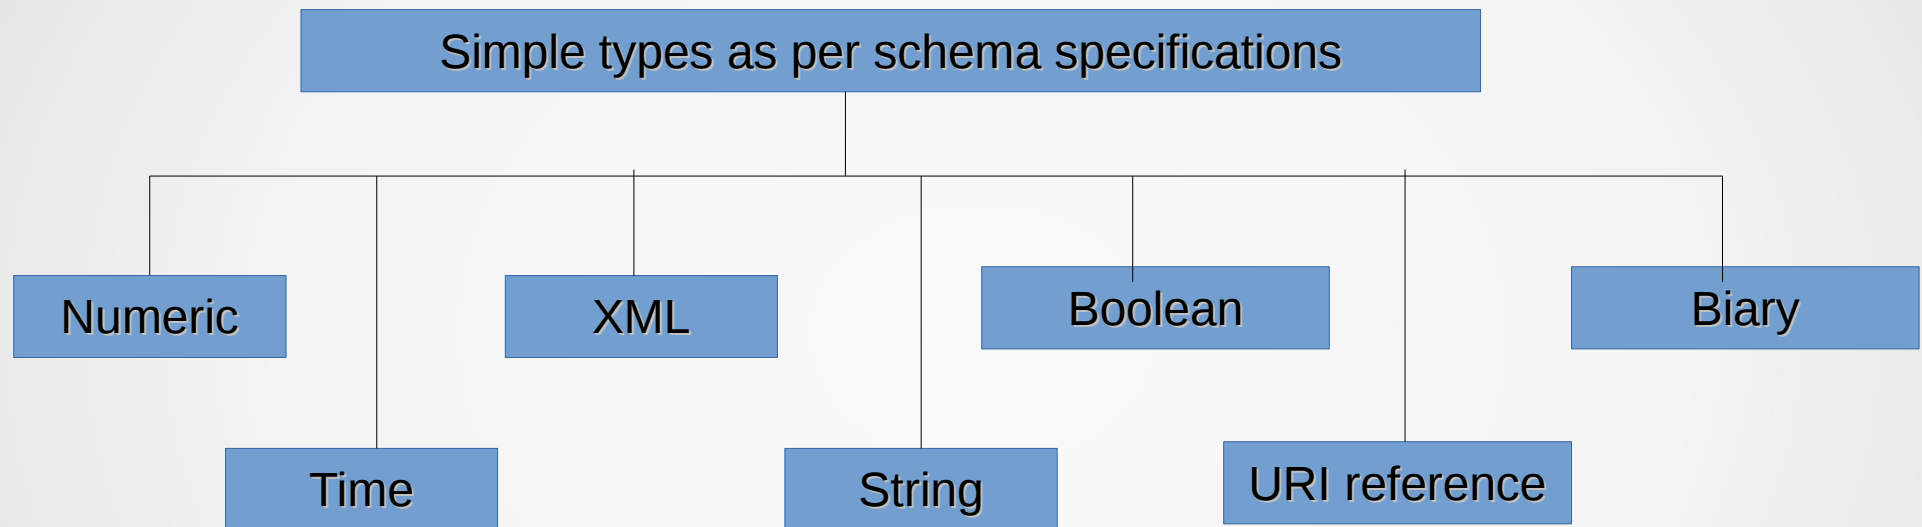 Simple types as per schema specifications
Numeric
XML
Boolean
Biary
Time
String
URI reference